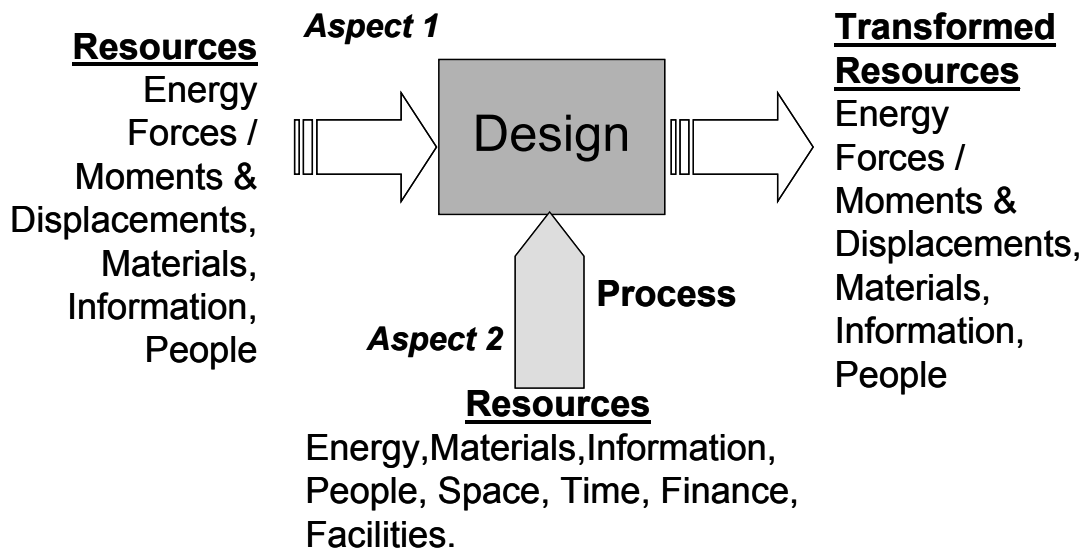 Aspect 1
Resources
Energy
Forces /
Moments &
Displacements,
Materials,
Information,
People
Design
Transformed
Resources
Energy
Forces /
Moments &
Displacements,
Materials,
Information,
People
Process
Aspect 2
Resources
Energy,Materials,Information,
People, Space, Time, Finance,
Facilities.